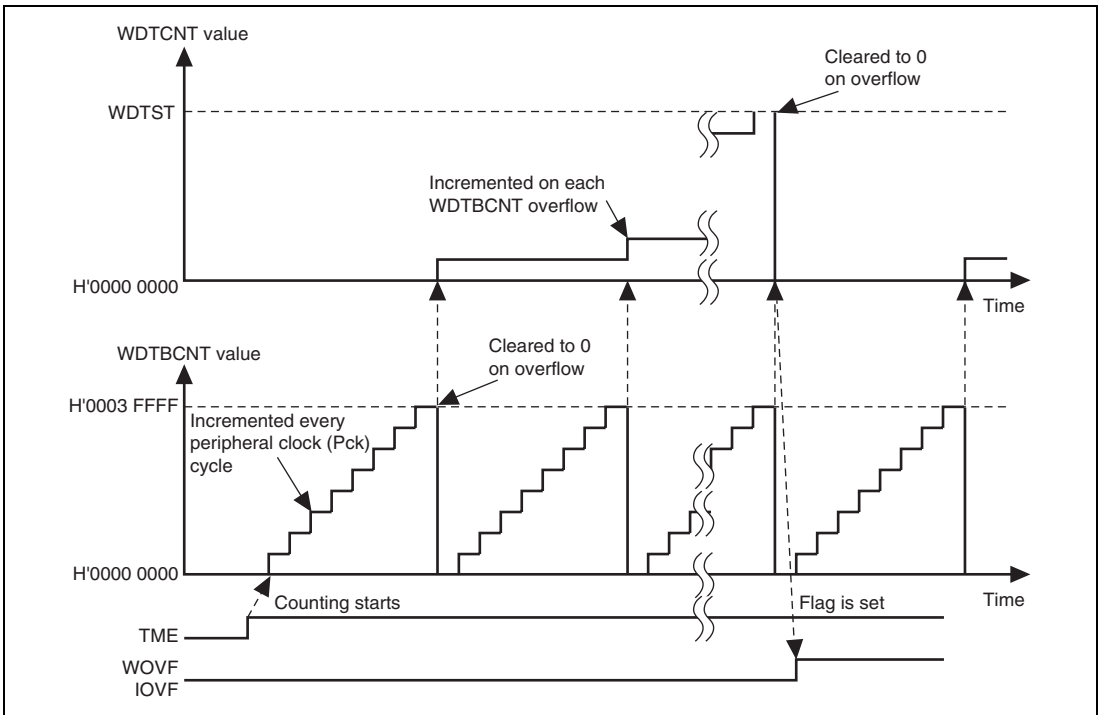 WDTCNT value
Cleared to 0
on overflow
WDTST
Incremented on each
WDTBCNT overflow
H'0000 0000
Time
WDTBCNT value
Cleared to 0
on overflow
H'0003 FFFF
Incremented every
peripheral clock (Pck)
cycle
H'0000 0000
Time
Counting starts
Flag is set
TME
WOVF
IOVF